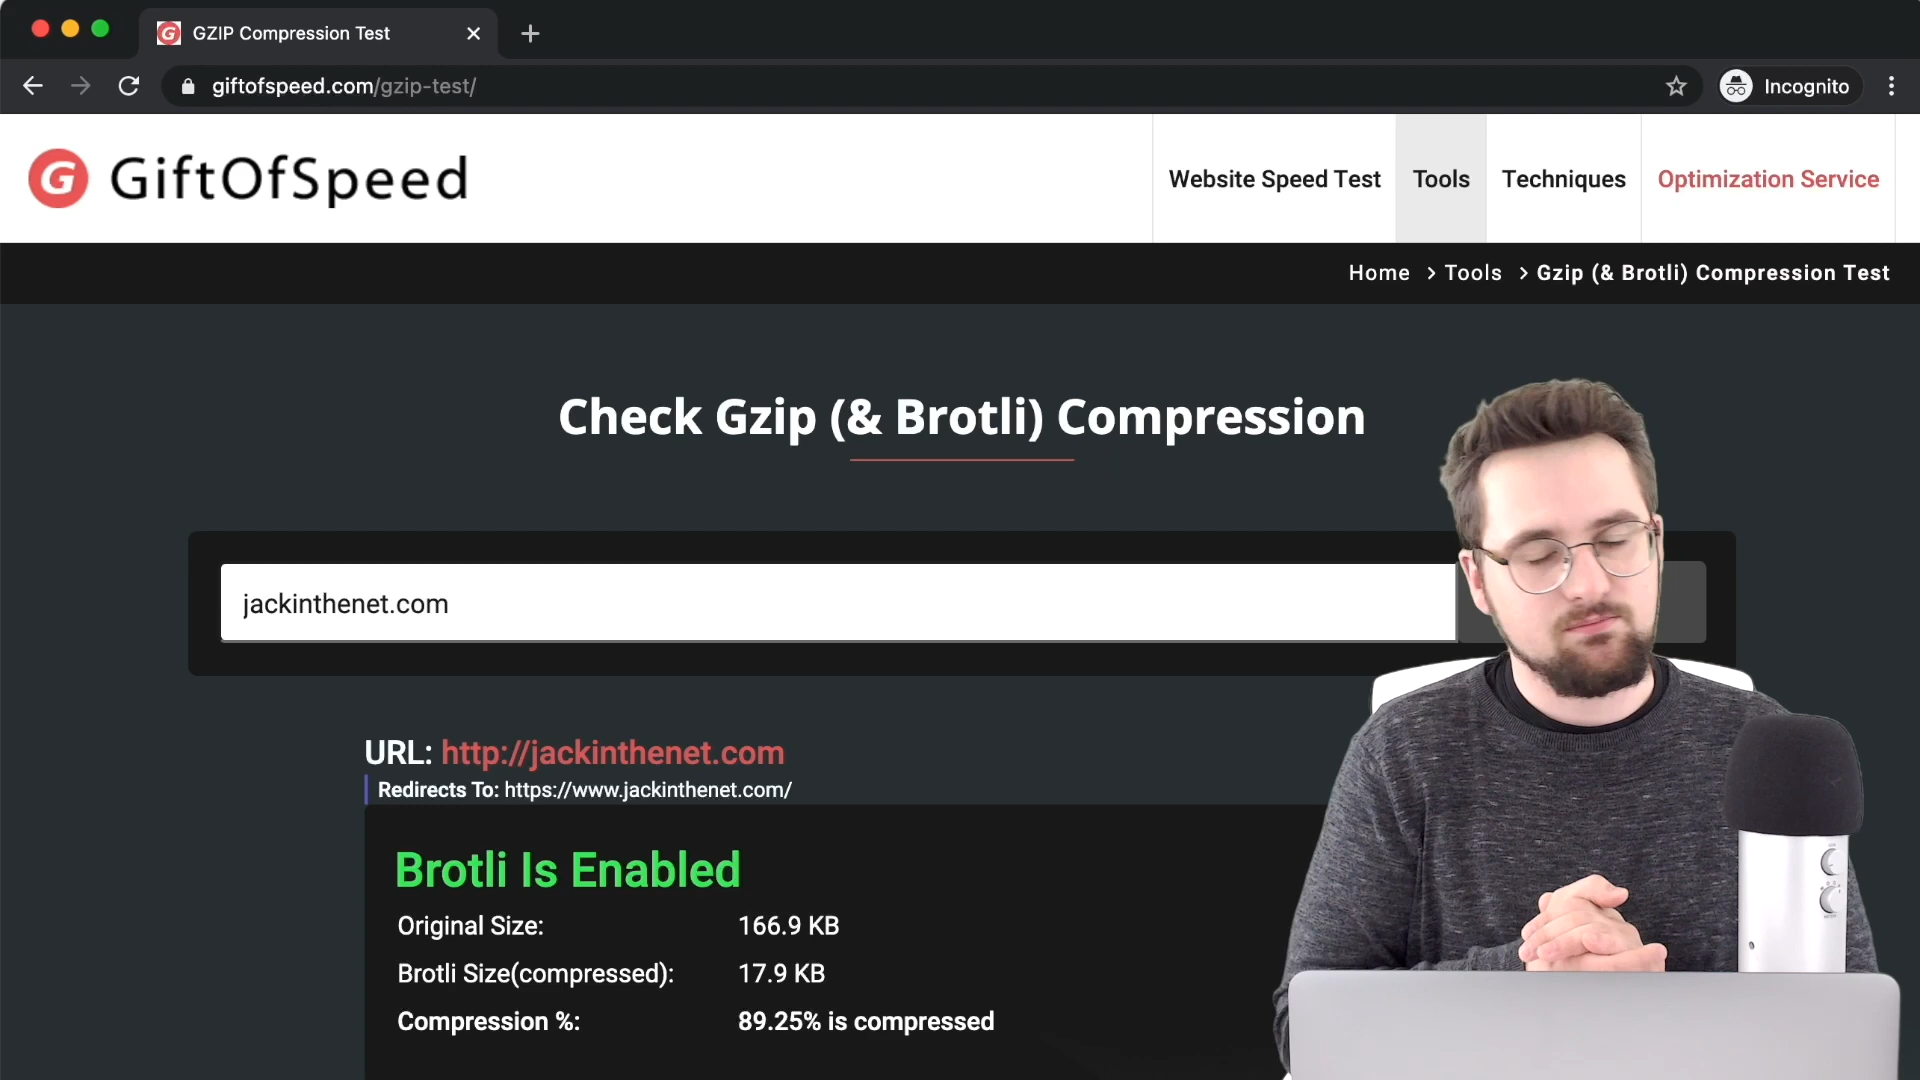 GZIP Compression Test
giftofspeed.com/gzip-test/
Incognito
G GiftOfSpeed
Website Speed Test
Tools
Techniques
Optimization Service
Home > Tools > Gzip (& Brotli) Compression Test
Check Gzip (& Brotli) Compression
jackinthenet.com
URL: http://jackinthenet.com
Redirects To: https://www.jackinthenet.com/
Brotli Is Enabled
Original Size: 166.9 KB
Brotli Size(compressed): 17.9 KB
Compression %: 89.25% is compressed